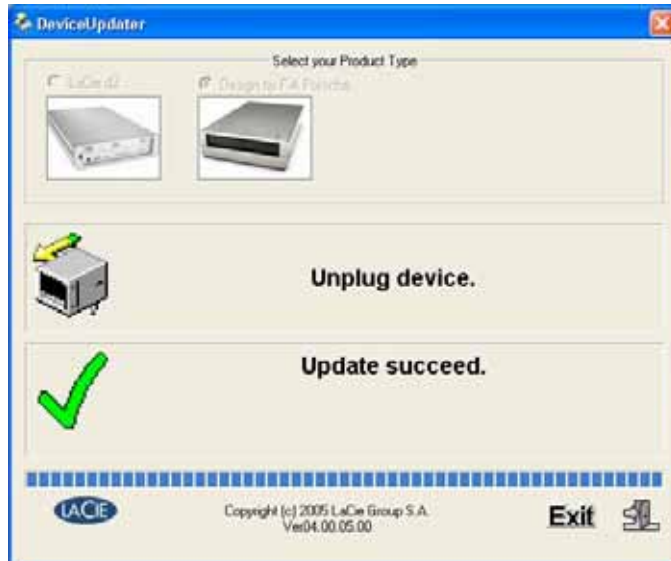 DeviceUpdater
Select your Product Type
LaCie d2
Design by F.A. Porsche
Unplug device.
Update succeed.
LACIE
Copyright (c) 2005 LaCie Group S.A.
Ver04.00.05.00
Exit